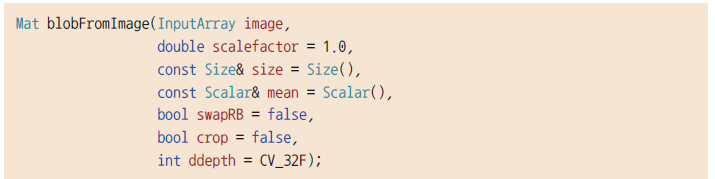 Mat blobFromImage(InputArray image,
double scalefactor = 1.0,
const Size& size = Size(),
const Scalar& mean = Scalar(),
bool swapRB = false,
bool crop = false,
int ddepth = CV_32F);